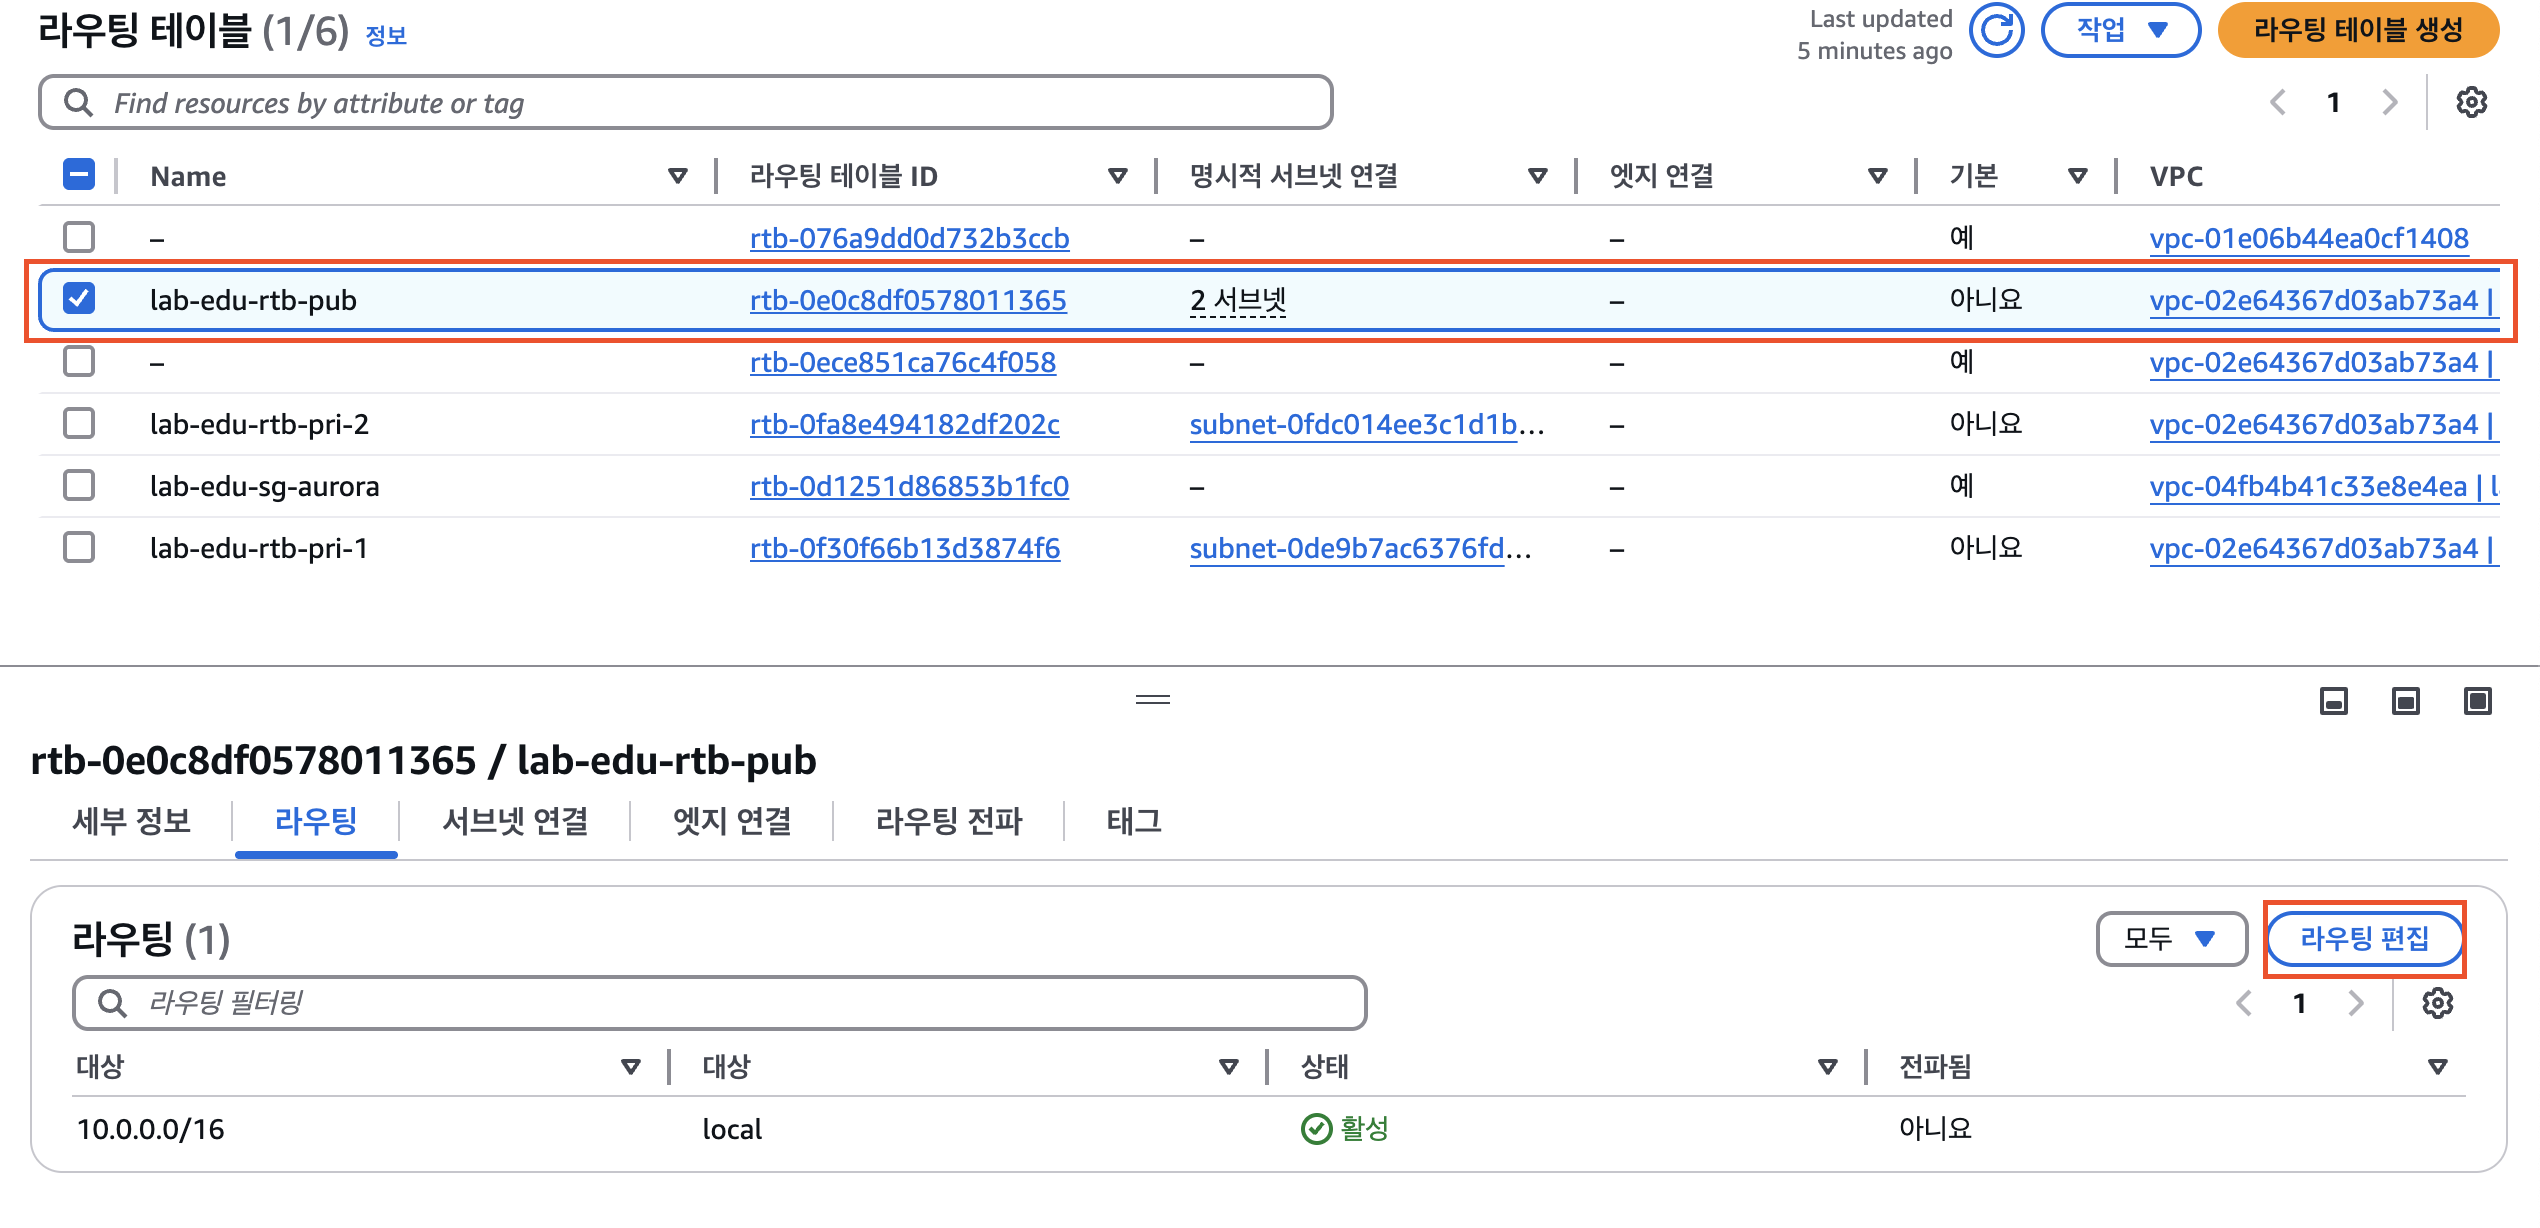 라우팅 테이블 (1/6) 정보
Last updated
5 minutes ago
작업
라우팅 테이블 생성
Find resources by attribute or tag
1
Name 라우팅 테이블 ID 명시적 서브넷 연결 엣지 연결 기본 VPC
– rtb-076a9dd0d732b3ccb – – 예 vpc-01e06b44ea0cf1408
lab-edu-rtb-pub rtb-0e0c8df0578011365 2 서브넷 – 아니요 vpc-02e64367d03ab73a4 |
– rtb-0ece851ca76c4f058 – – 예 vpc-02e64367d03ab73a4 |
lab-edu-rtb-pri-2 rtb-0fa8e494182df202c subnet-0fdc014ee3c1d1b… – 아니요 vpc-02e64367d03ab73a4 |
lab-edu-sg-aurora rtb-0d1251d86853b1fc0 – – 예 vpc-04fb4b41c33e8e4ea |
lab-edu-rtb-pri-1 rtb-0f30f66b13d3874f6 subnet-0de9b7ac6376fd… – 아니요 vpc-02e64367d03ab73a4 |
rtb-0e0c8df0578011365 / lab-edu-rtb-pub
세부 정보 라우팅 서브넷 연결 엣지 연결 라우팅 전파 태그
라우팅 (1)
모두
라우팅 편집
라우팅 필터링
1
대상 대상 상태 전파됨
10.0.0.0/16 local 활성 아니요